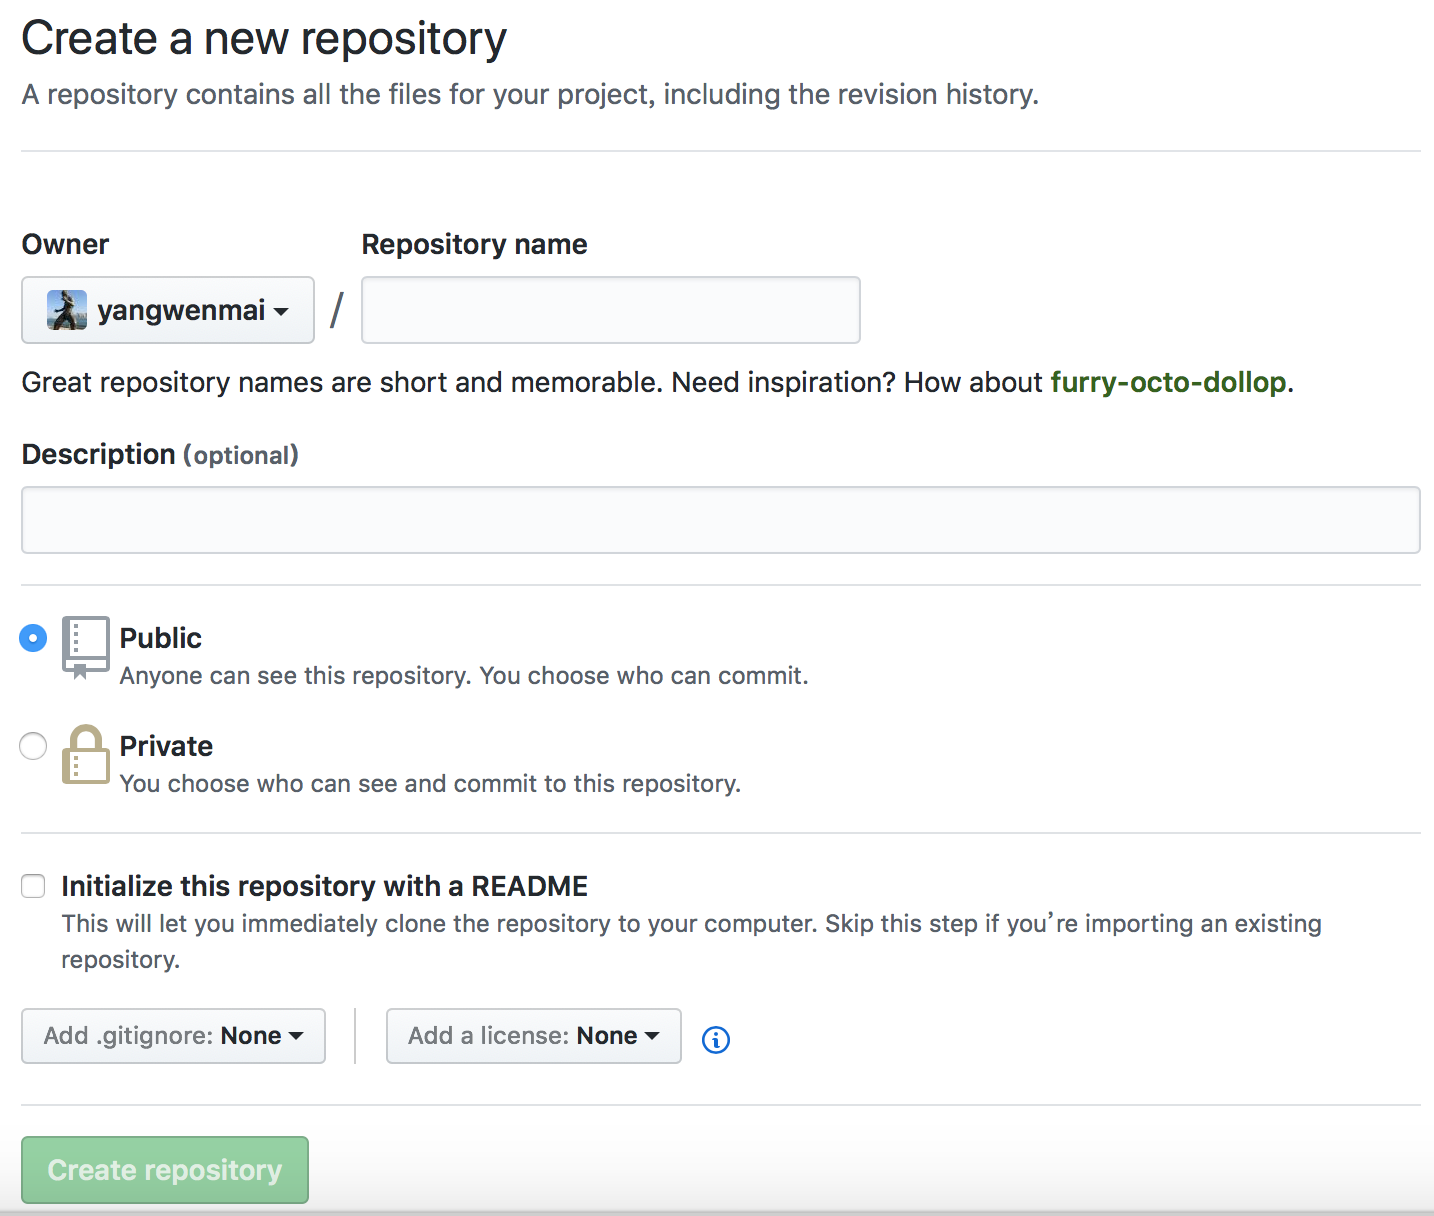 Create a new repository
A repository contains all the files for your project, including the revision history.
Owner
Repository name
yangwenmai
/
Great repository names are short and memorable. Need inspiration? How about furry-octo-dollop.
Description (optional)
Public
Anyone can see this repository. You choose who can commit.
Private
You choose who can see and commit to this repository.
Initialize this repository with a README
This will let you immediately clone the repository to your computer. Skip this step if you’re importing an existing
repository.
Add .gitignore: None
Add a license: None
Create repository